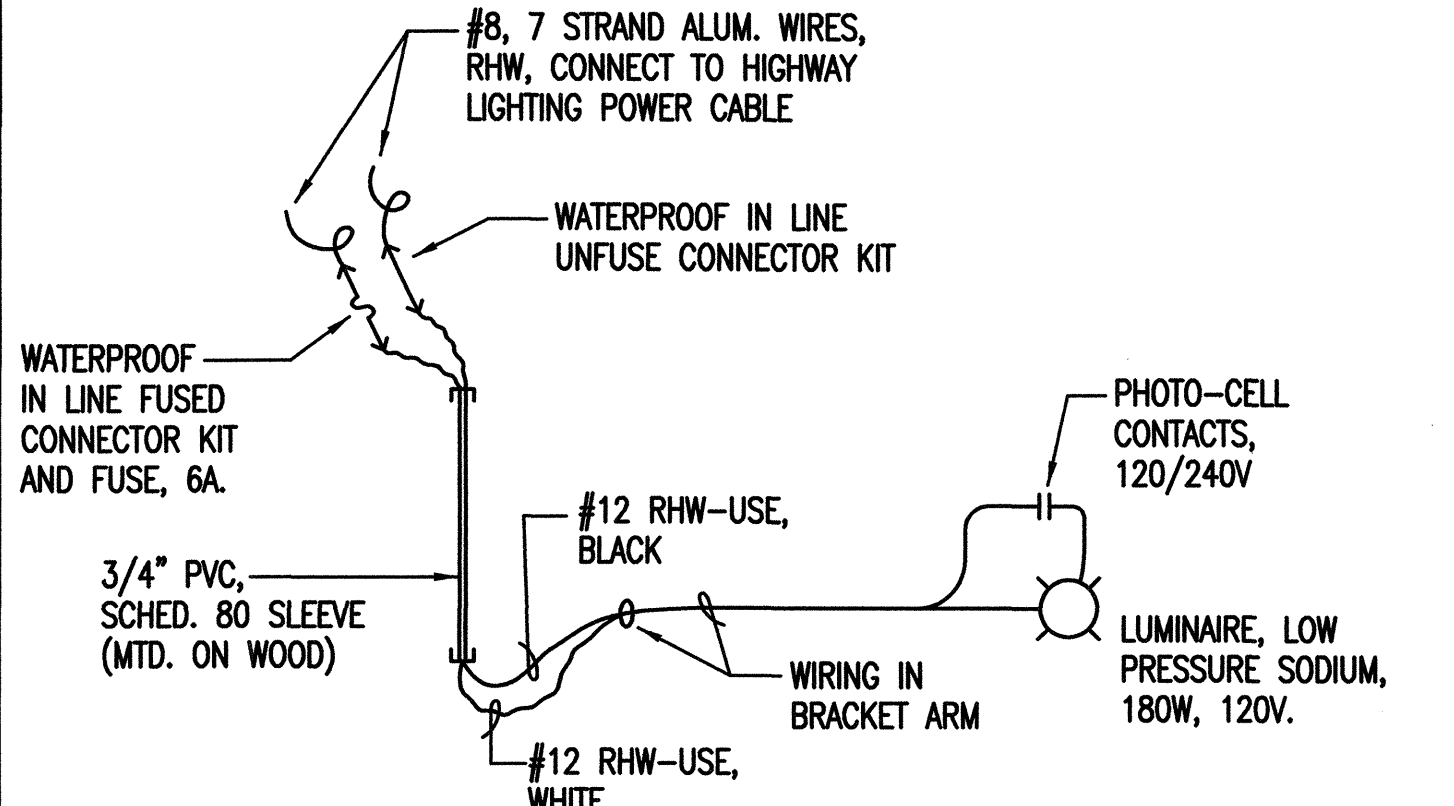 #8, 7 STRAND ALUM. WIRES,
RHW, CONNECT TO HIGHWAY
LIGHTING POWER CABLE
WATERPROOF IN LINE
UNFUSE CONNECTOR KIT
WATERPROOF
IN LINE FUSED
CONNECTOR KIT
AND FUSE, 6A.
PHOTO-CELL
CONTACTS,
120/240V
#12 RHW-USE,
BLACK
3/4" PVC,
SCHED. 80 SLEEVE
(MTD. ON WOOD)
LUMINAIRE, LOW
PRESSURE SODIUM,
180W, 120V.
WIRING IN
BRACKET ARM
#12 RHW-USE,
WHITE